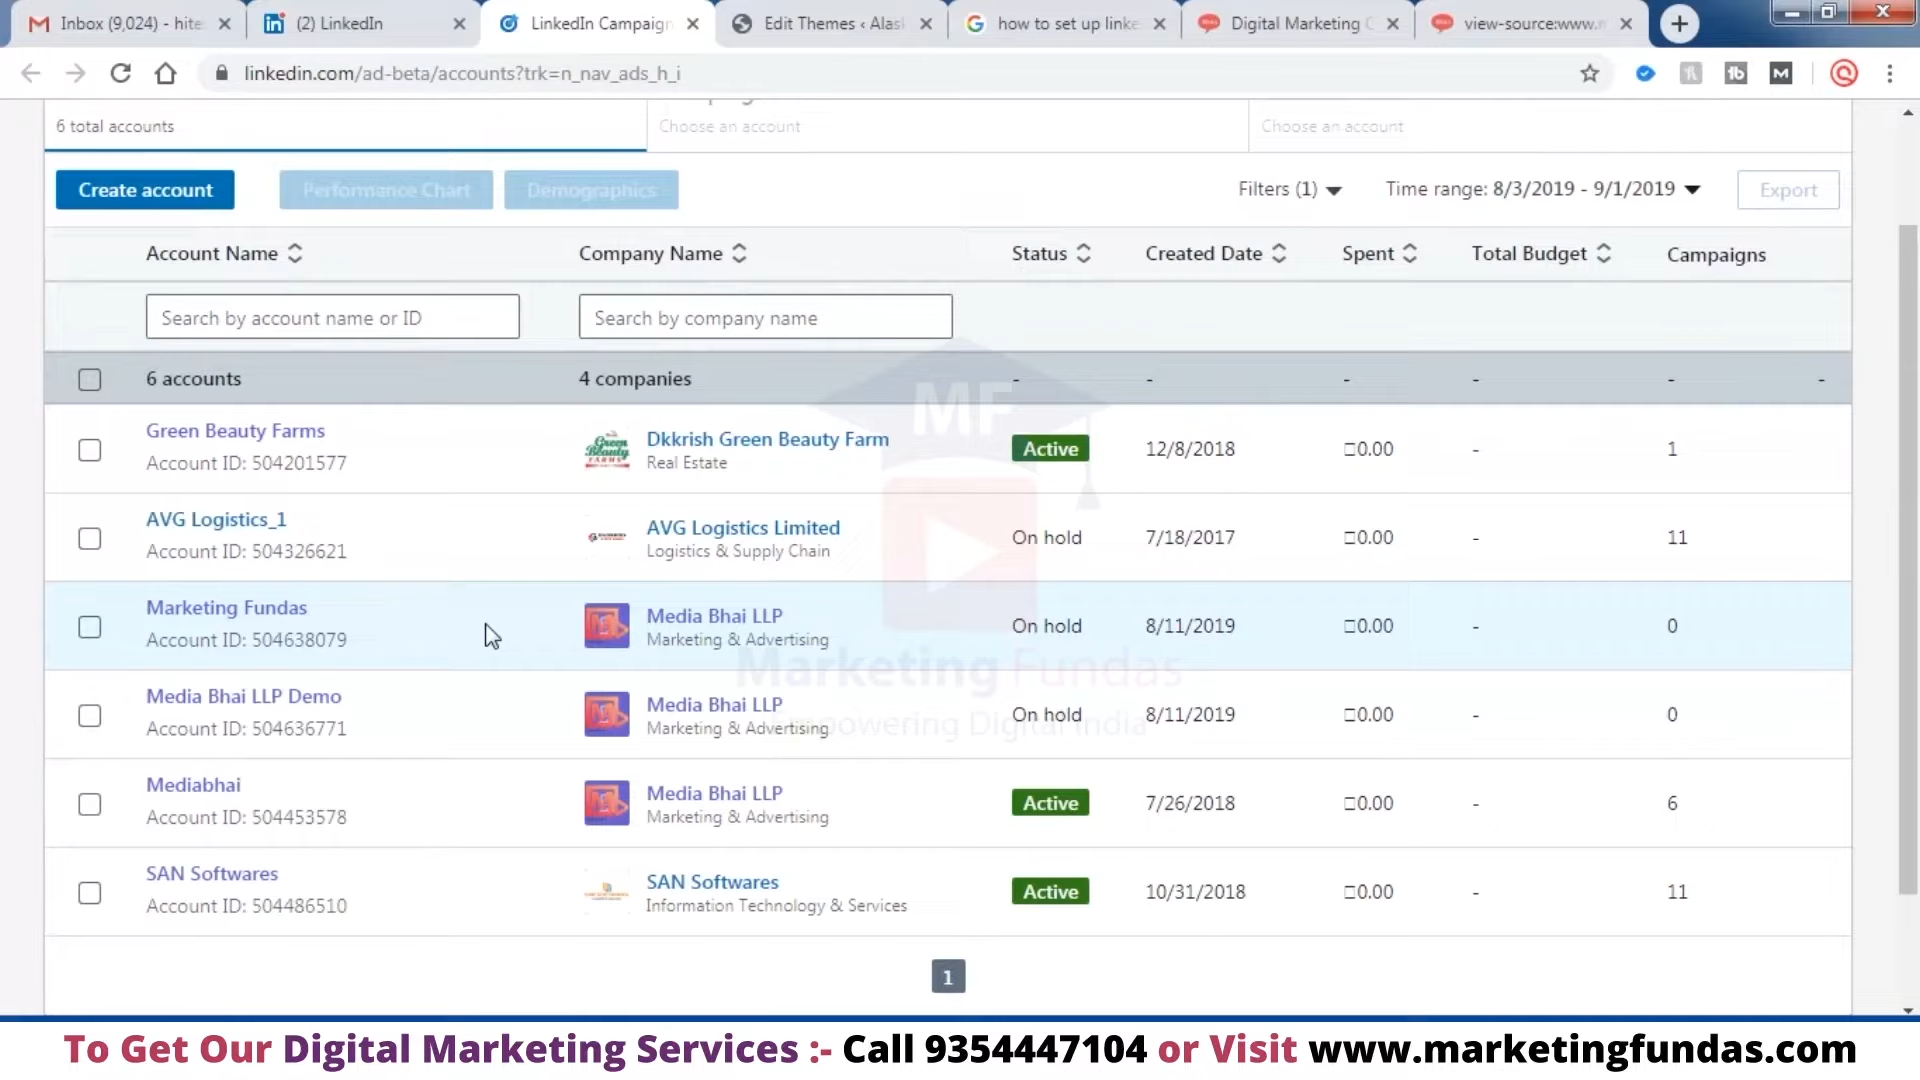 Inbox (9,024) - hite
(2) LinkedIn
LinkedIn Campaign
Edit Themes ‹ Alas
how to set up linke
Digital Marketing C
view-source:www.
linkedin.com/ad-beta/accounts?trk=n_nav_ads_h_i
6 total accounts
Choose an account
Choose an account
Create account
Performance Chart
Demographics
Filters (1)
Time range: 8/3/2019 - 9/1/2019
Export
Account Name
Company Name
Status
Created Date
Spent
Total Budget
Campaigns
Search by account name or ID
Search by company name
6 accounts
4 companies
- - - - - -
Green Beauty Farms
Account ID: 504201577
Green Beauty FARMS
Dkkrish Green Beauty Farm
Real Estate
Active
12/8/2018
□0.00
-
1
AVG Logistics_1
Account ID: 504326621
AVG Logistics Limited
Logistics & Supply Chain
On hold
7/18/2017
□0.00
-
11
Marketing Fundas
Account ID: 504638079
Media Bhai LLP
Marketing & Advertising
On hold
8/11/2019
□0.00
-
0
Media Bhai LLP Demo
Account ID: 504636771
Media Bhai LLP
Marketing & Advertising
On hold
8/11/2019
□0.00
-
0
Mediabhai
Account ID: 504453578
Media Bhai LLP
Marketing & Advertising
Active
7/26/2018
□0.00
-
6
SAN Softwares
Account ID: 504486510
SAN Softwares
Information Technology & Services
Active
10/31/2018
□0.00
-
11
1
MF
Marketing Fundas
Empowering Digital India
To Get Our Digital Marketing Services :- Call 9354447104 or Visit www.marketingfundas.com